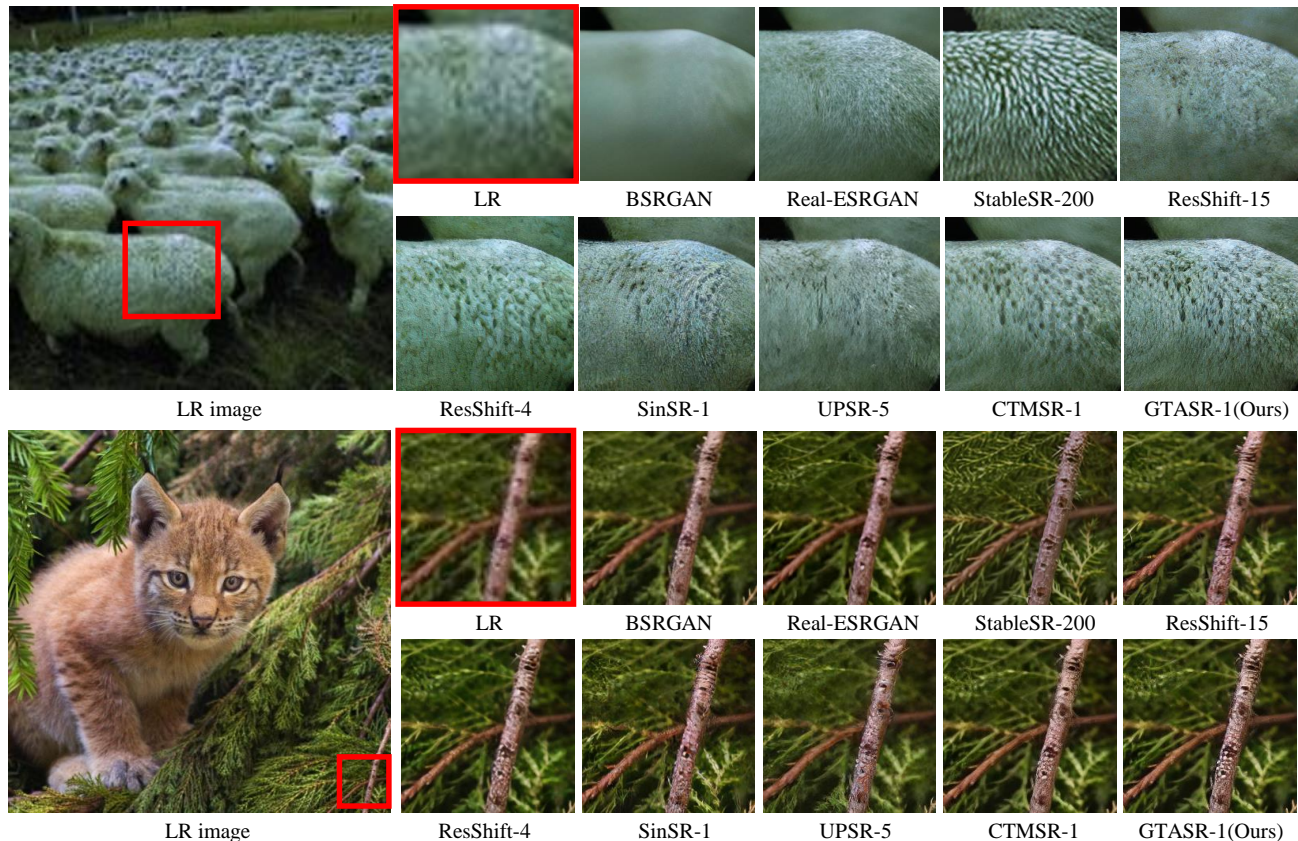 LR BSRGAN Real-ESRGAN StableSR-200 ResShift-15
LR image ResShift-4 SinSR-1 UPSR-5 CTMSR-1 GTASR-1(Ours)
LR BSRGAN Real-ESRGAN StableSR-200 ResShift-15
LR image ResShift-4 SinSR-1 UPSR-5 CTMSR-1 GTASR-1(Ours)